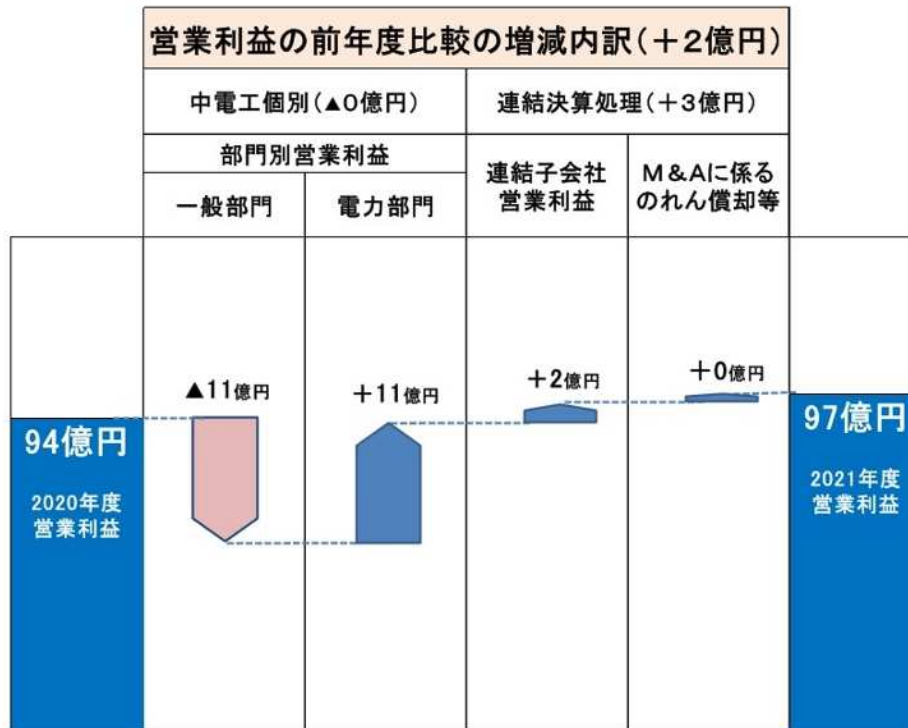 営業利益の前年度比較の増減内訳(+2億円)
中電工個別(▲0億円)
連結決算処理(+3億円)
部門別営業利益
一般部門
電力部門
連結子会社
営業利益
M&Aに係る
のれん償却等
▲11億円
+11億円
+2億円
+0億円
94億円
2020年度
営業利益
97億円
2021年度
営業利益